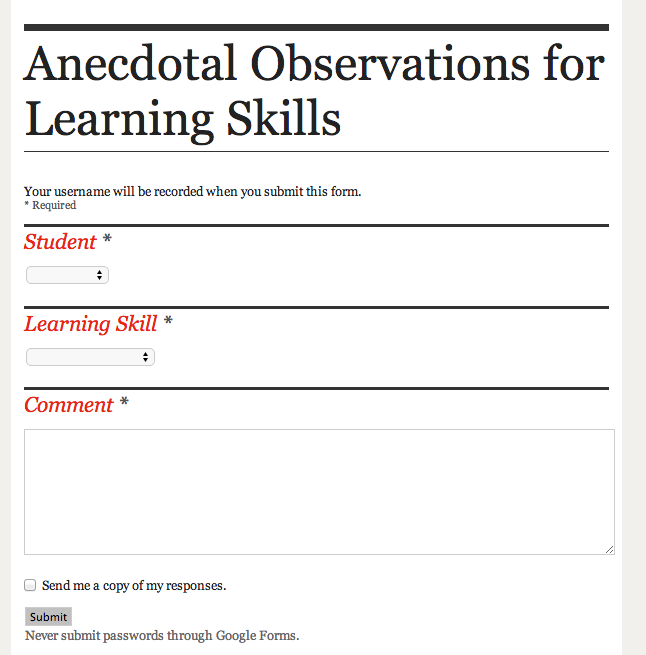 Anecdotal Observations for
Learning Skills
Your username will be recorded when you submit this form.
* Required
Student *
Learning Skill *
Comment *
Send me a copy of my responses.
Submit
Never submit passwords through Google Forms.